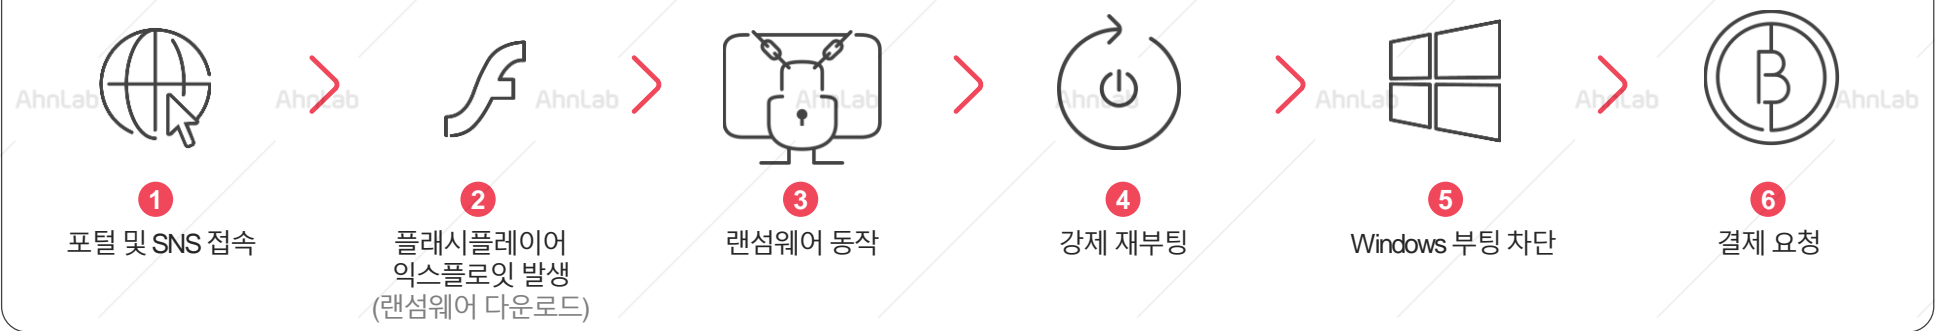 AhnLab AhnLab AhnLab AhnLab AhnLab AhnLab AhnLab AhnLab
1 2 3 4 5 6
포털 및 SNS 접속
플래시플레이어
익스플로잇 발생
(랜섬웨어 다운로드)
랜섬웨어 동작
강제 재부팅
Windows 부팅 차단
결제 요청